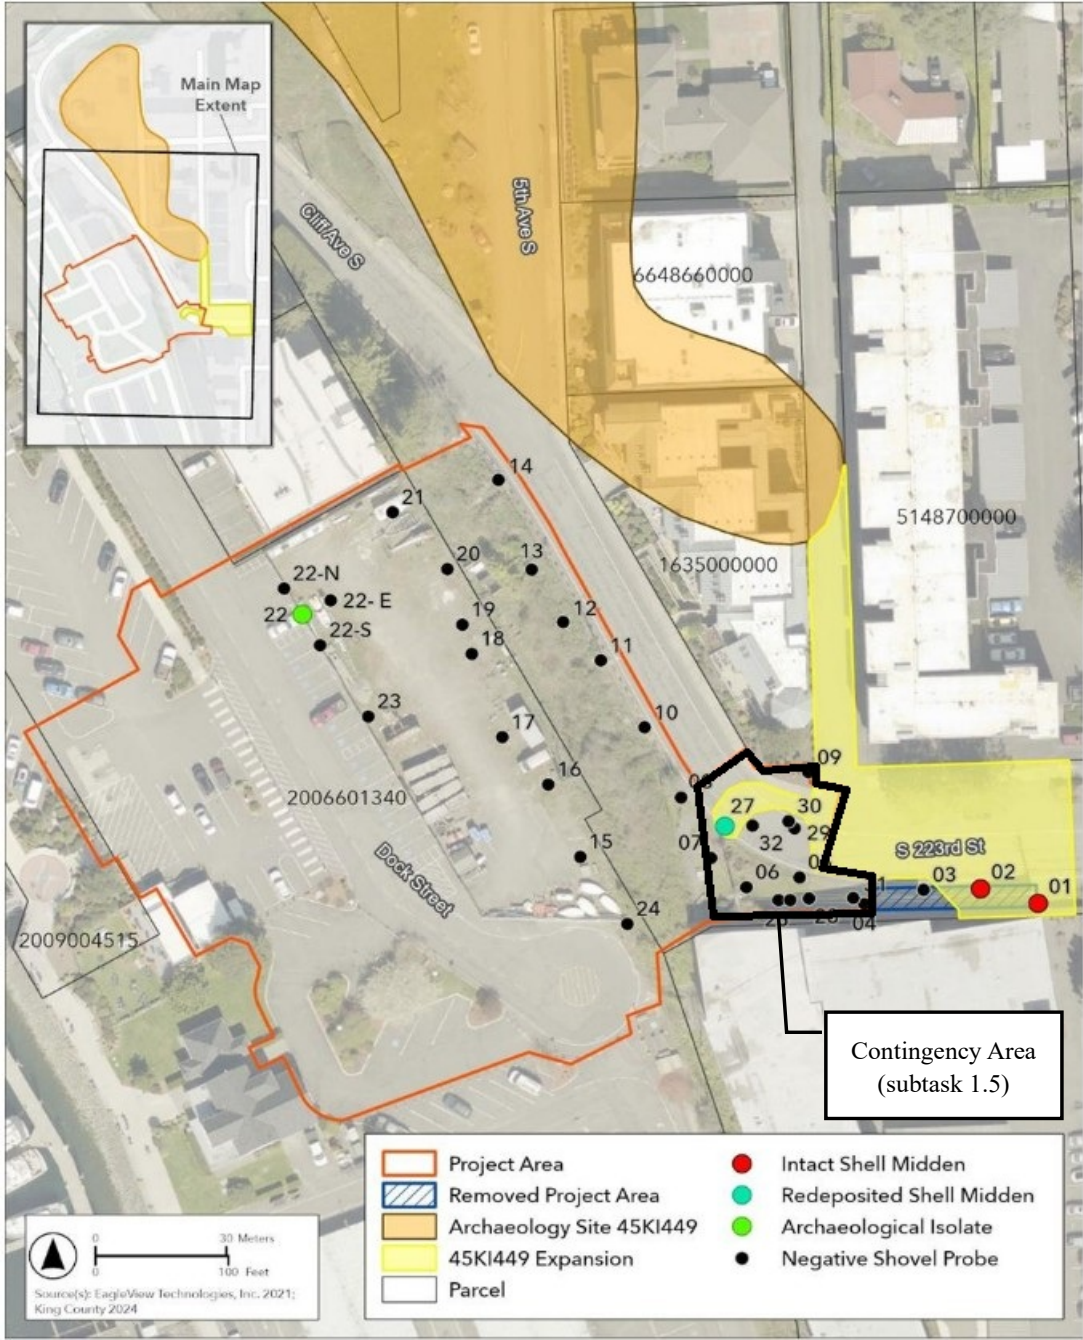 Main Map
Extent
Cliff Ave S
5th Ave S
6648660000
5148700000
1635000000
14
21
20
13
22-N
22- E
22
22-S
19
12
18
11
23
10
17
16
09
2006601340
27
30
29
32
07
S 223rd St
15
Dock Street
06
03
02
01
24
04
2009004515
Contingency Area
(subtask 1.5)
Project Area
Removed Project Area
Archaeology Site 45KI449
45KI449 Expansion
Parcel
Intact Shell Midden
Redeposited Shell Midden
Archaeological Isolate
Negative Shovel Probe
0 30 Meters
0 100 Feet
Source(s): EagleView Technologies, Inc. 2021;
King County 2024